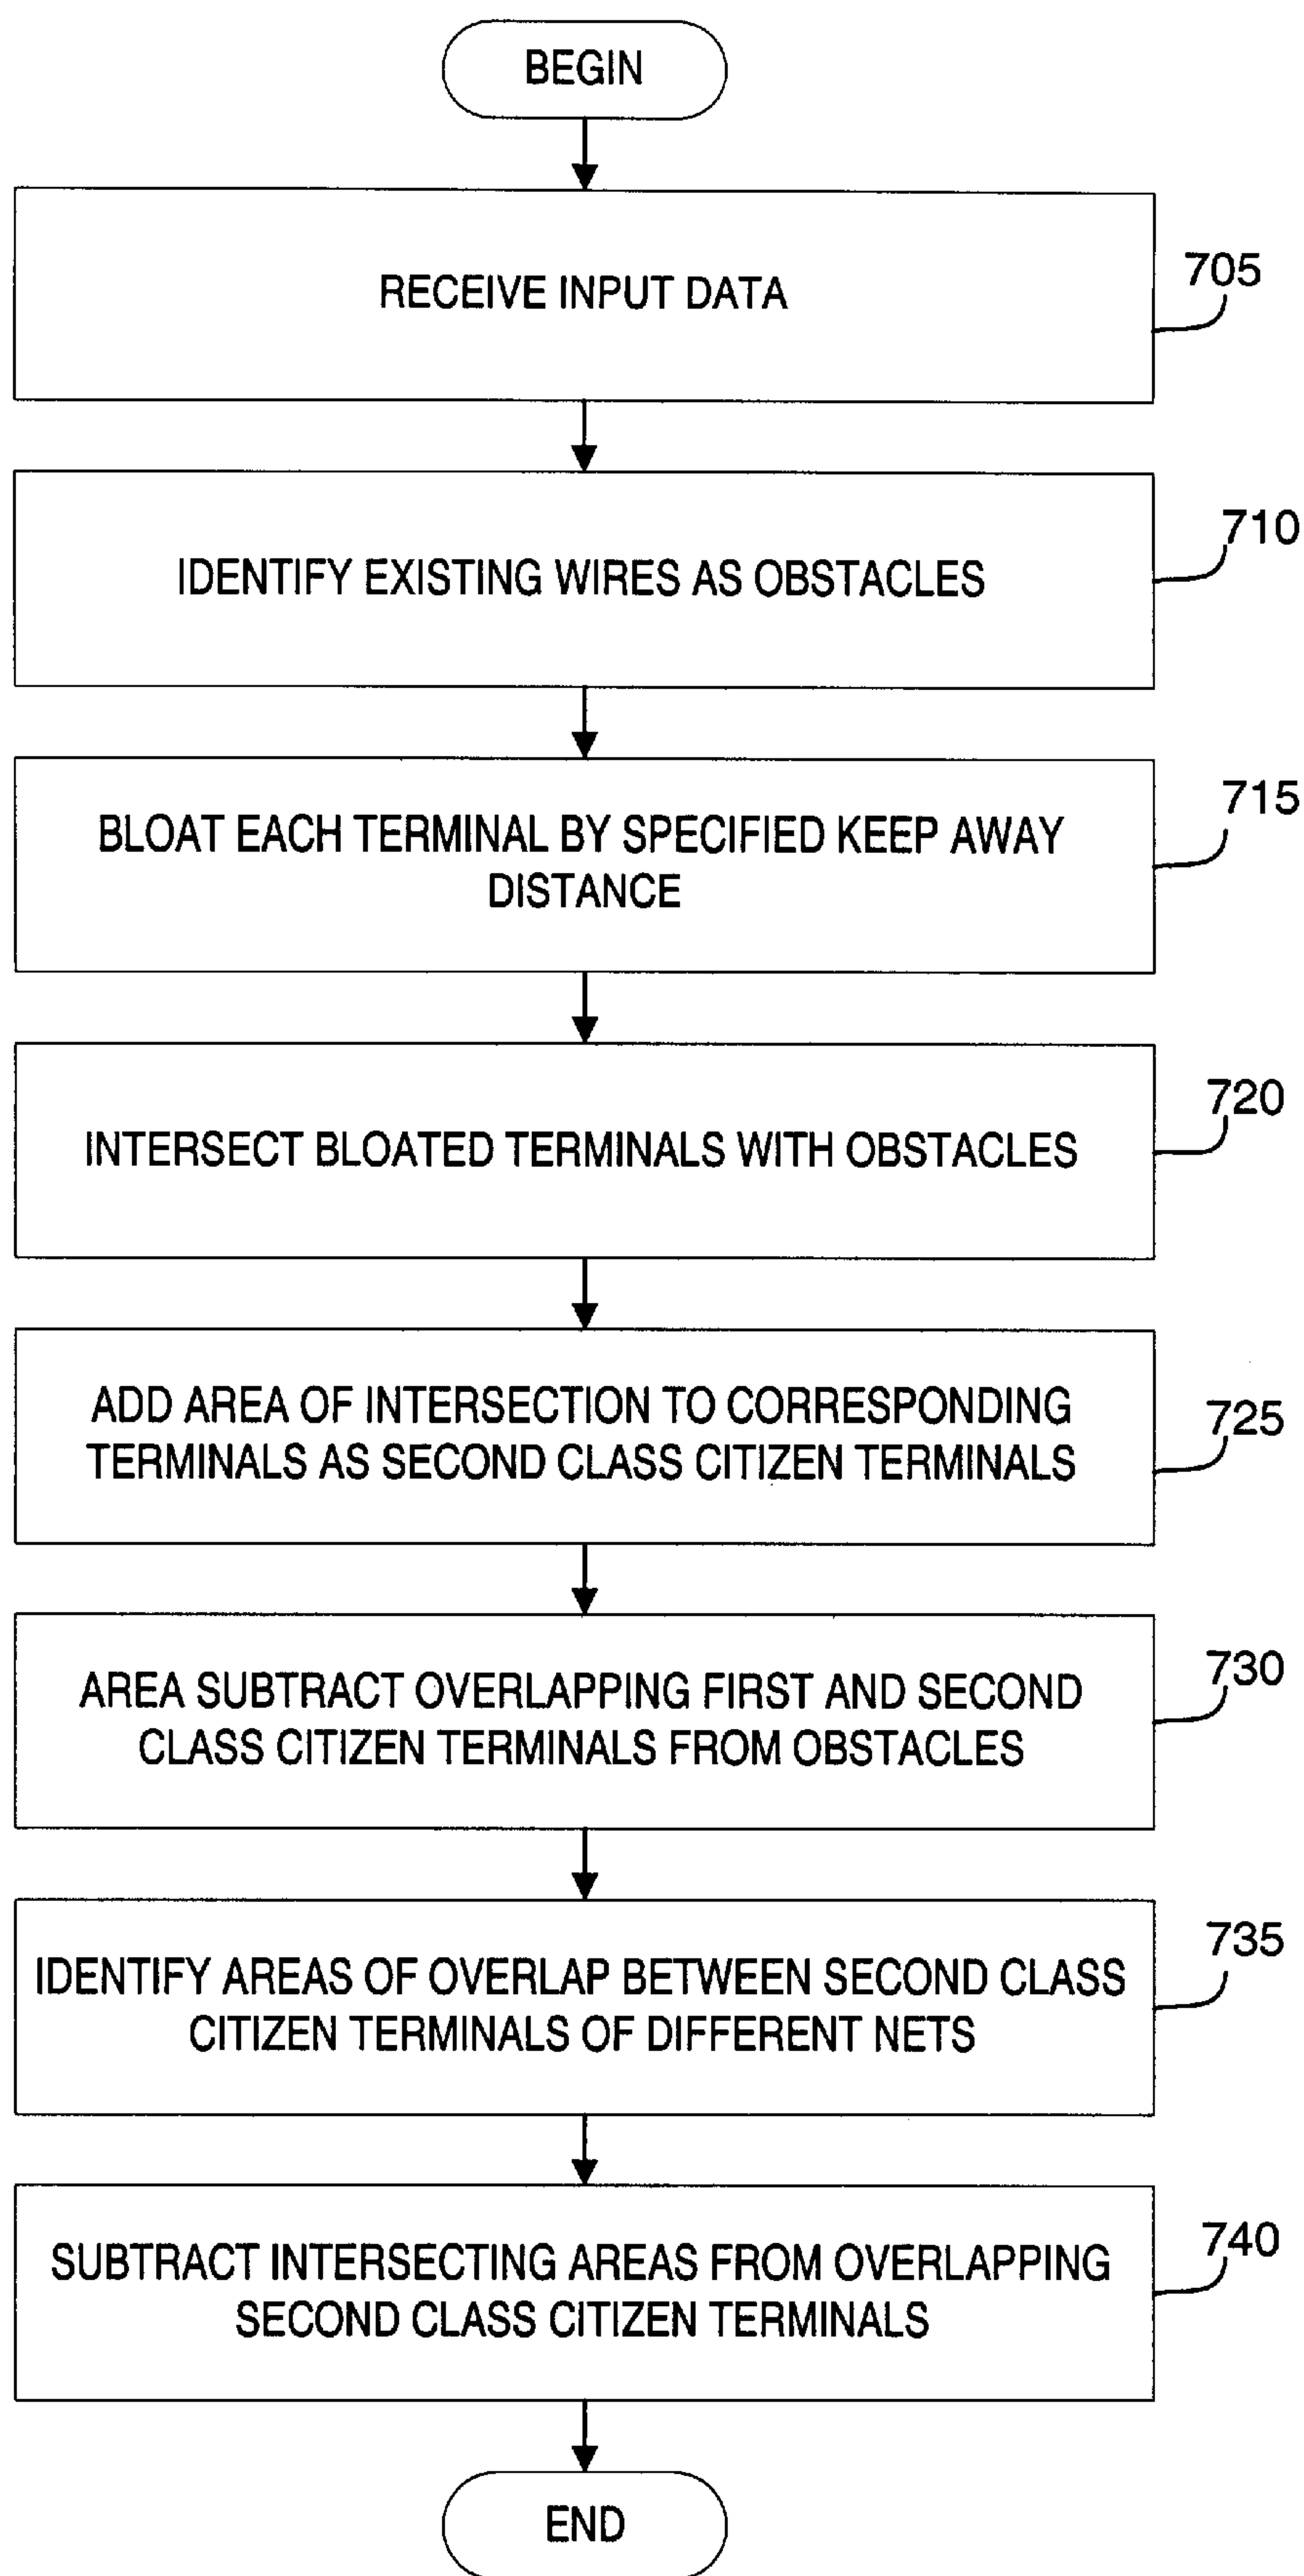 BEGIN
RECEIVE INPUT DATA
705
IDENTIFY EXISTING WIRES AS OBSTACLES
710
BLOAT EACH TERMINAL BY SPECIFIED KEEP AWAY
DISTANCE
715
INTERSECT BLOATED TERMINALS WITH OBSTACLES
720
ADD AREA OF INTERSECTION TO CORRESPONDING
TERMINALS AS SECOND CLASS CITIZEN TERMINALS
725
AREA SUBTRACT OVERLAPPING FIRST AND SECOND
CLASS CITIZEN TERMINALS FROM OBSTACLES
730
IDENTIFY AREAS OF OVERLAP BETWEEN SECOND CLASS
CITIZEN TERMINALS OF DIFFERENT NETS
735
SUBTRACT INTERSECTING AREAS FROM OVERLAPPING
SECOND CLASS CITIZEN TERMINALS
740
END